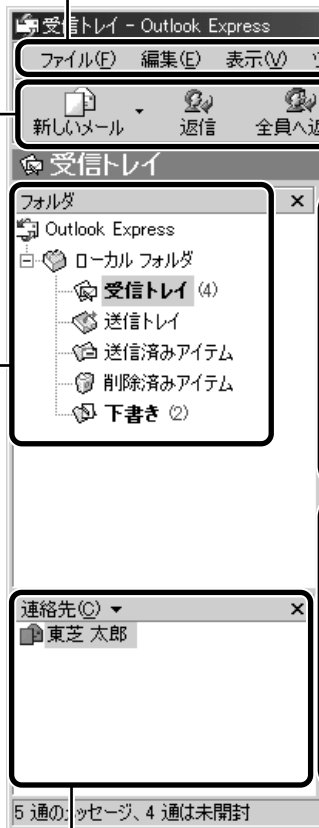 受信トレイ - Outlook Express
ファイル(F) 編集(E) 表示(V)
新しいメール 返信 全員へ返
受信トレイ
フォルダ ×
Outlook Express
ローカル フォルダ
受信トレイ (4)
送信トレイ
送信済みアイテム
削除済みアイテム
下書き (2)
連絡先(C) ▼ ×
東芝 太郎
5 通のメッセージ、4 通は未開封